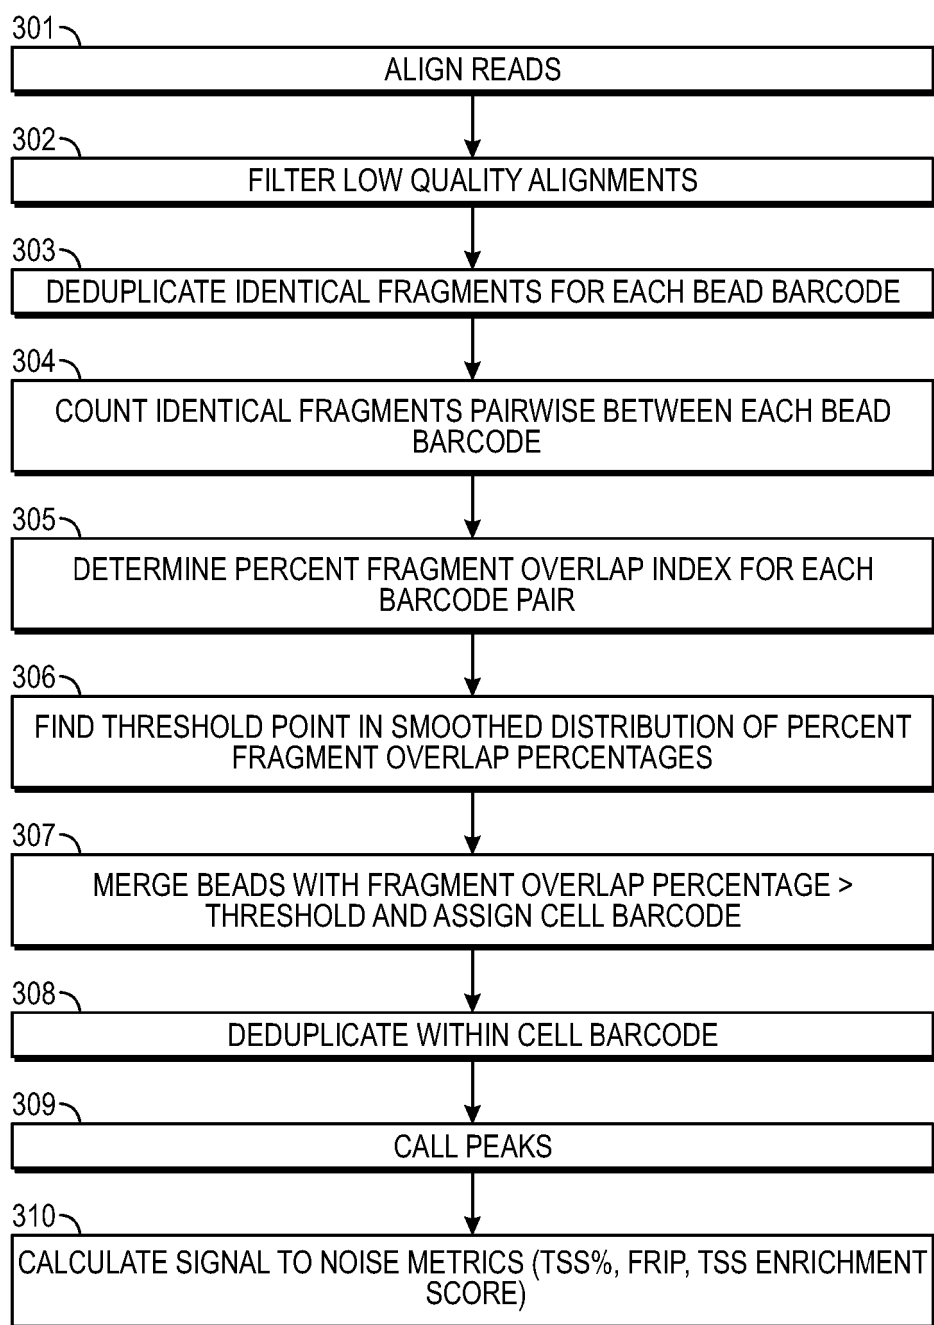 301
ALIGN READS
302
FILTER LOW QUALITY ALIGNMENTS
303
DEDUPLICATE IDENTICAL FRAGMENTS FOR EACH BEAD BARCODE
304
COUNT IDENTICAL FRAGMENTS PAIRWISE BETWEEN EACH BEAD
BARCODE
305
DETERMINE PERCENT FRAGMENT OVERLAP INDEX FOR EACH
BARCODE PAIR
306
FIND THRESHOLD POINT IN SMOOTHED DISTRIBUTION OF PERCENT
FRAGMENT OVERLAP PERCENTAGES
307
MERGE BEADS WITH FRAGMENT OVERLAP PERCENTAGE >
THRESHOLD AND ASSIGN CELL BARCODE
308
DEDUPLICATE WITHIN CELL BARCODE
309
CALL PEAKS
310
CALCULATE SIGNAL TO NOISE METRICS (TSS%, FRIP, TSS ENRICHMENT
SCORE)